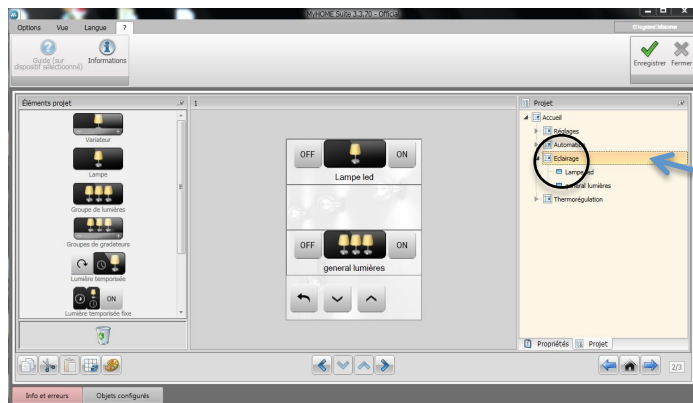 MyHOME Suite 3.3.70 - Official
Options Vue Langue ?
Guide (sur
dispositif sélectionné)
Informations
Enregistrer Fermer
Éléments projet
1
Projet
Variateur
Lampe
Groupe de lumières
Groupes de gradateurs
Lumière temporisée
ON
Lumière temporisée fixe
OFF ON
Lampe led
OFF ON
general lumières
Accueil
Réglages
Automation
Eclairage
Lampe led
general lumières
Thermorégulation
Propriétés Projet
2/3
Info et erreurs Objets configurés